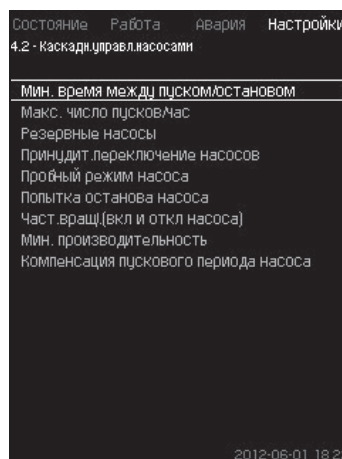 Состояние Работа Авария Настройки
4.2 - Каскадн.управл.насосами
Мин. время между пуском/остановом
Макс. число пусков/час
Резервные насосы
Принудит.переключение насосов
Пробный режим насоса
Попытка останова насоса
Част.вращ.(вкл и откл насоса)
Мин. производительность
Компенсация пускового периода насоса
2012-06-01 18:2